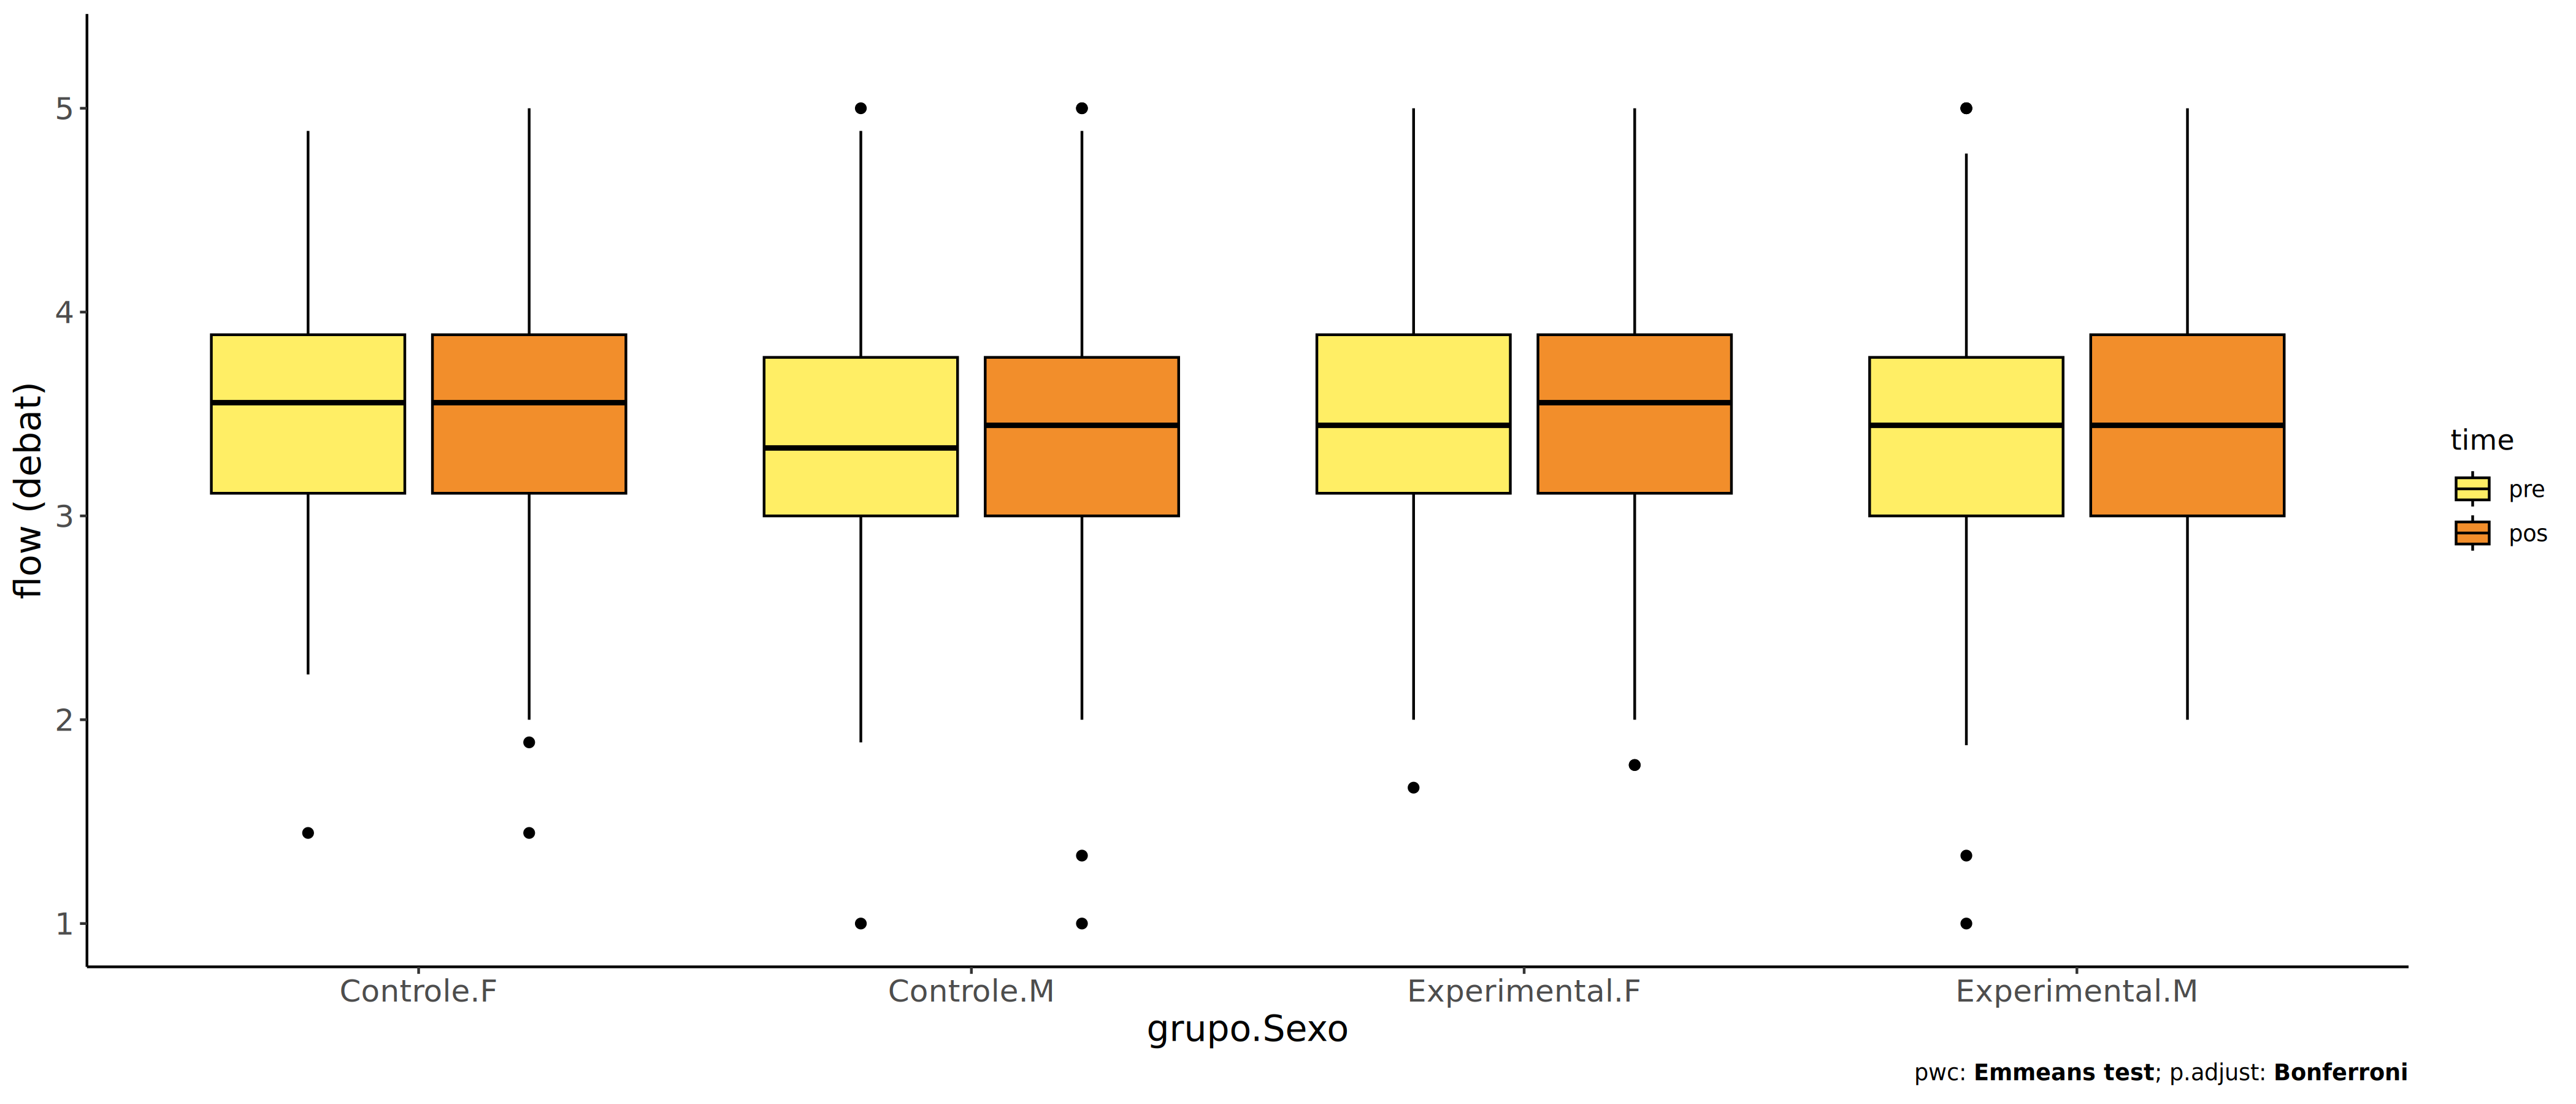 flow (debat)
5
4
3
2
1
Controle.F Controle.M Experimental.F Experimental.M
grupo.Sexo
time
pre
pos
pwc: Emmeans test; p.adjust: Bonferroni